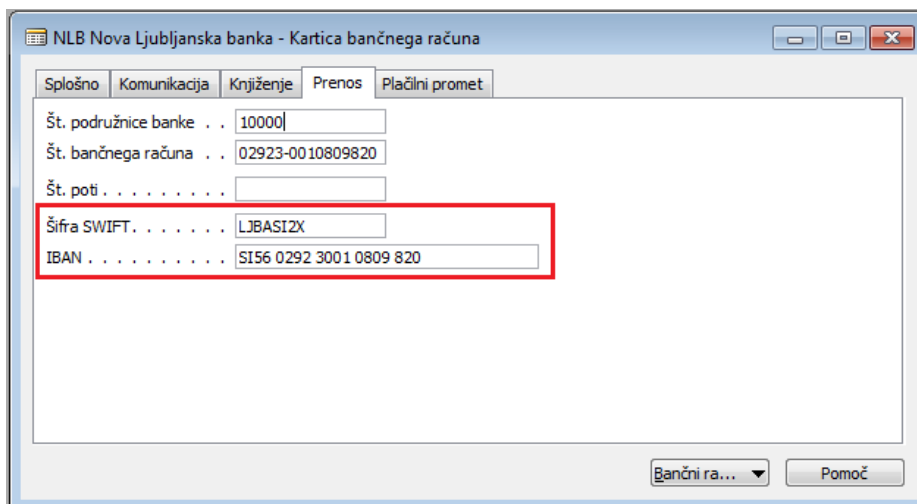 NLB Nova Ljubljanska banka - Kartica bančnega računa
Splošno Komunikacija Knjiženje Prenos Plačilni promet
Št. podružnice banke . . 10000
Št. bančnega računa . . 02923-0010809820
Št. poti . . . . . . . . .
Šifra SWIFT. . . . . . . LJBASI2X
IBAN . . . . . . . . . . SI56 0292 3001 0809 820
Bančni ra... Pomoč